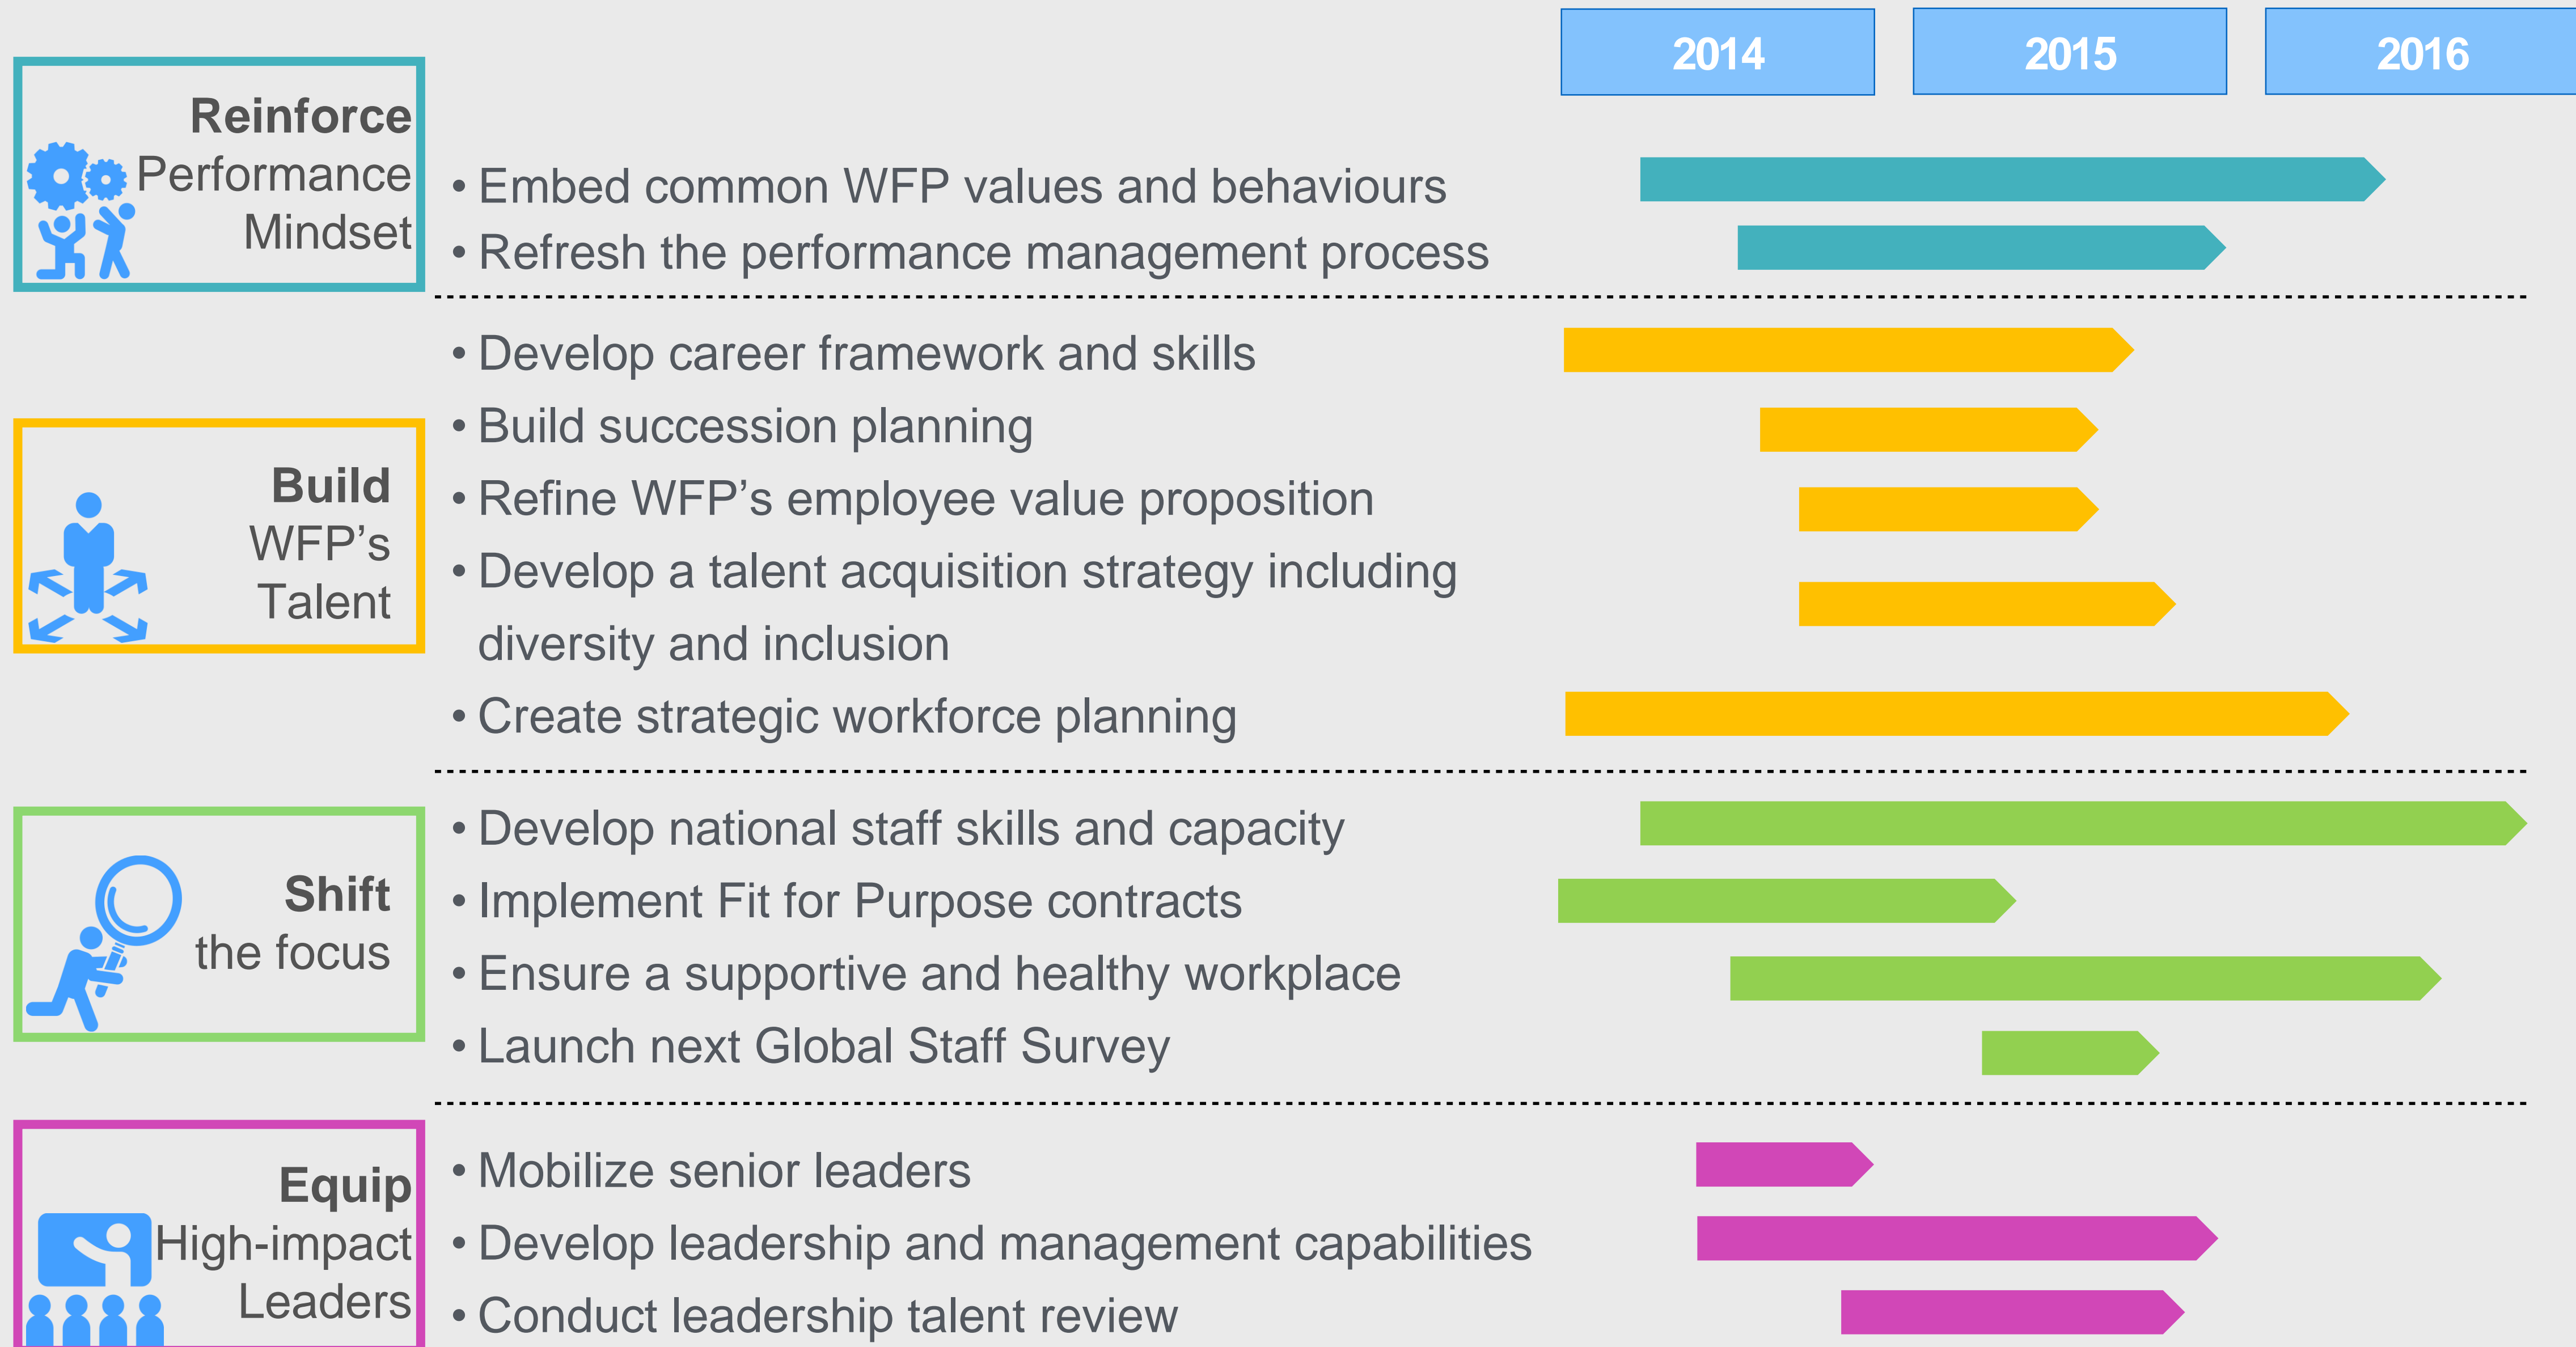 2014
2015
2016
Reinforce
Performance
Mindset
• Embed common WFP values and behaviours
• Refresh the performance management process
Build
WFP’s
Talent
• Develop career framework and skills
• Build succession planning
• Refine WFP’s employee value proposition
• Develop a talent acquisition strategy including
diversity and inclusion
• Create strategic workforce planning
Shift
the focus
• Develop national staff skills and capacity
• Implement Fit for Purpose contracts
• Ensure a supportive and healthy workplace
• Launch next Global Staff Survey
Equip
High-impact
Leaders
• Mobilize senior leaders
• Develop leadership and management capabilities
• Conduct leadership talent review